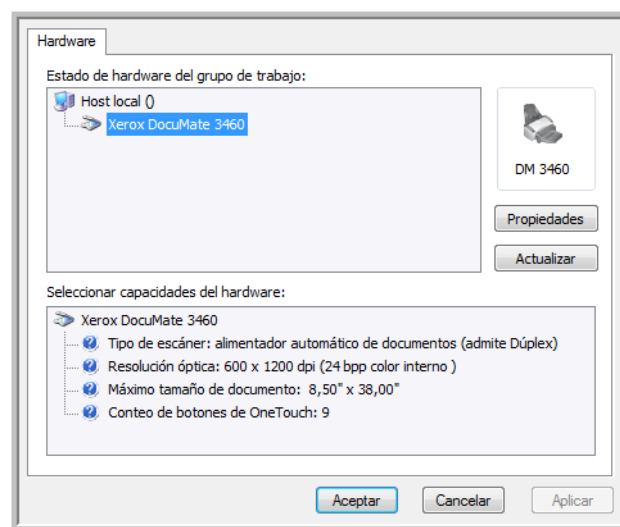 Hardware
Estado de hardware del grupo de trabajo:
Host local ()
Xerox DocuMate 3460
DM 3460
Propiedades
Actualizar
Seleccionar capacidades del hardware:
Xerox DocuMate 3460
Tipo de escáner: alimentador automático de documentos (admite Dúplex)
Resolución óptica: 600 x 1200 dpi (24 bpp color interno )
Máximo tamaño de documento: 8,50" x 38,00"
Conteo de botones de OneTouch: 9
Aceptar
Cancelar
Aplicar